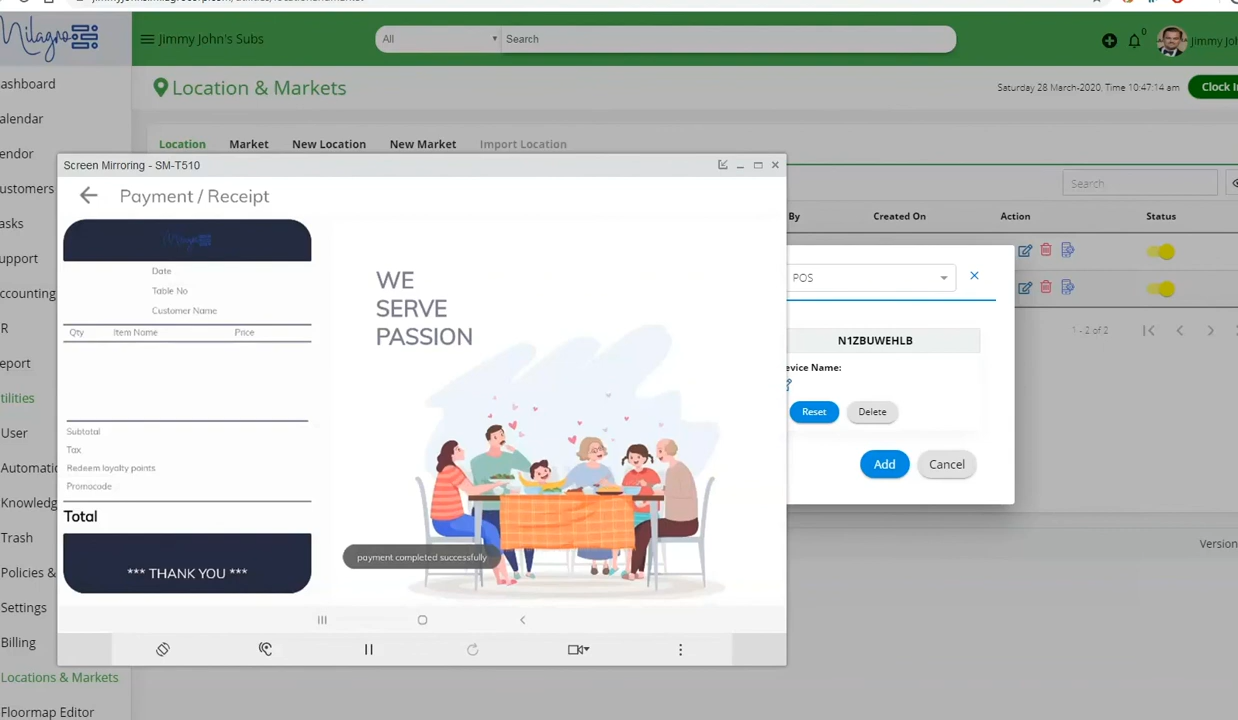 Milagro
Jimmy John's Subs
All
Search
0
Location & Markets
Saturday 28 March-2020, Time 10:47:14 am
Clock
Location
Market
New Location
New Market
Import Location
Search
By
Created On
Action
Status
1 - 2 of 2
Version
ashboard
alendar
endor
ustomers
asks
upport
ccounting
R
eport
tilities
User
Automatic
Knowledg
Trash
Policies &
Settings
Billing
Locations & Markets
Floormap Editor
Screen Mirroring - SM-T510
Payment / Receipt
Milagro
Date
Table No
Customer Name
Qty Item Name Price
Subtotal
Tax
Redeem loyalty points
Promocode
Total
*** THANK YOU ***
WE
SERVE
PASSION
payment completed successfully
POS
N1ZBUWEHLB
evice Name:
Reset
Delete
Add
Cancel